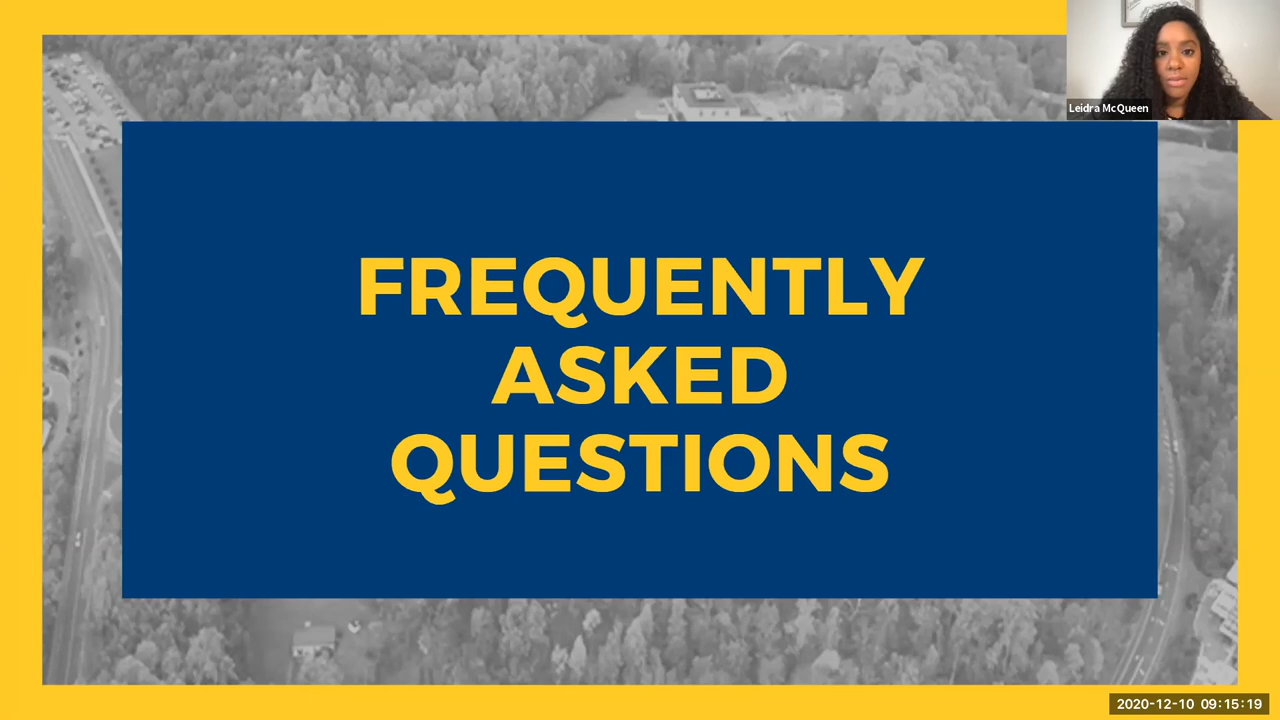 Leidra McQueen
FREQUENTLY
ASKED
QUESTIONS
2020-12-10 09:15:19